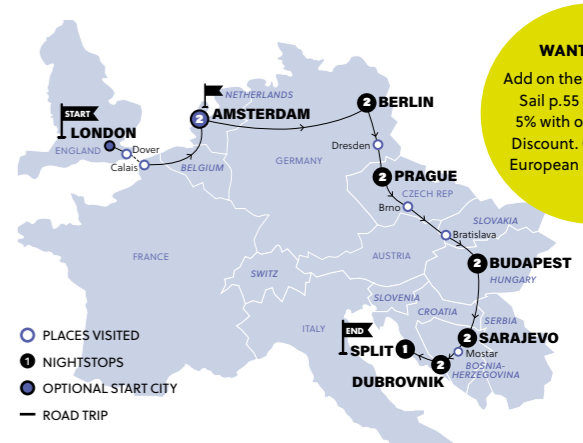 WANT
Add on the
Sail p.55
5% with o
Discount.
European
START
LONDON
ENGLAND
Dover
Calais
BELGIUM
NETHERLANDS
2
AMSTERDAM
GERMANY
2
BERLIN
Dresden
2
PRAGUE
CZECH REP
Brno
SLOVAKIA
Bratislava
FRANCE
SWITZ
AUSTRIA
2
BUDAPEST
HUNGARY
SLOVENIA
CROATIA
SERBIA
ITALY
END
SPLIT
1
2
SARAJEVO
Mostar
BOSNIA-
HERZEGOVINA
2
DUBROVNIK
PLACES VISITED
1
NIGHTSTOPS
OPTIONAL START CITY
ROAD TRIP